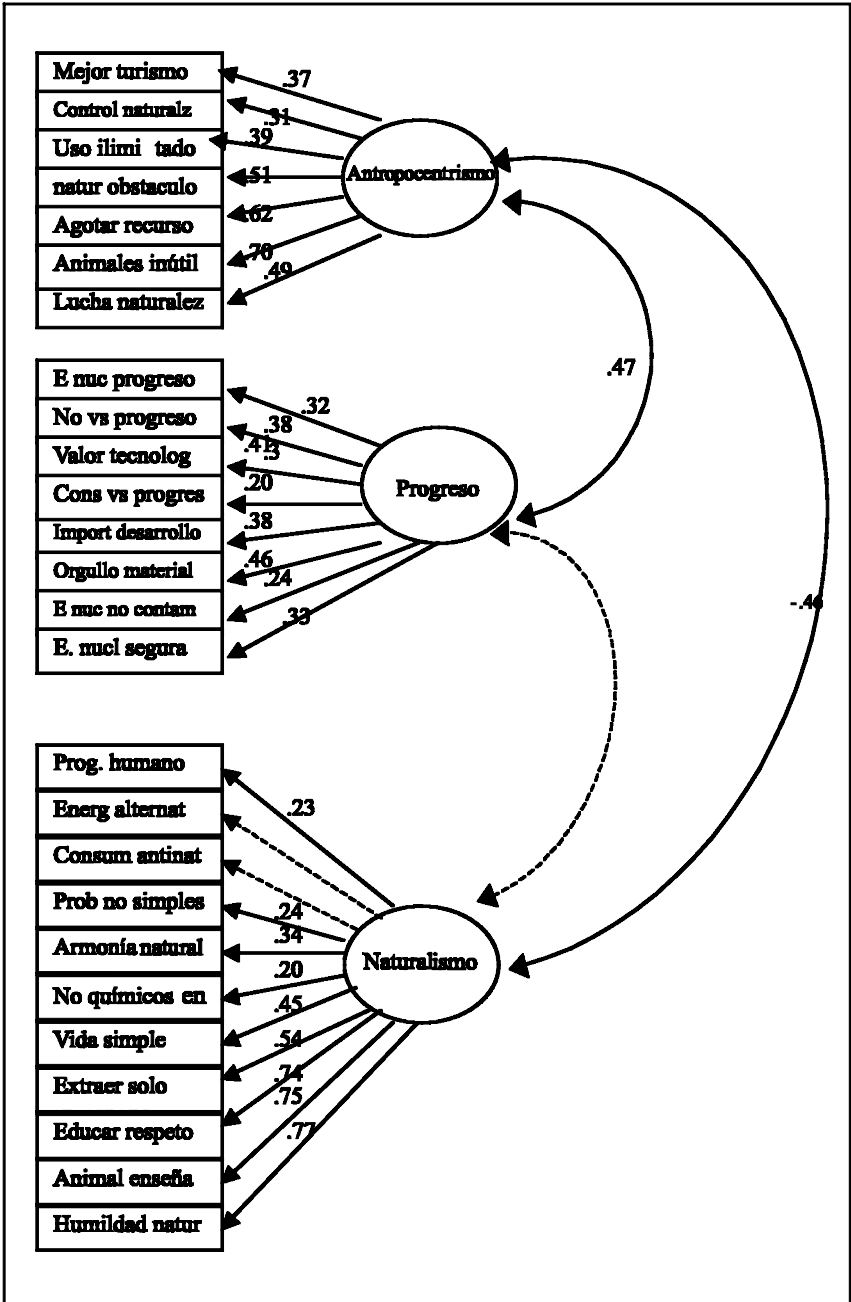 Mejor turismo
Control naturalz
Uso ilimi tado
natur obstaculo
Agotar recurso
Animales inútil
Lucha naturalez
.37
.31
.39
.51
.62
.70
.49
Antropocentrismo
E nuc progreso
No vs progreso
Valor tecnolog
Cons vs progres
Import desarrollo
Orgullo material
E nuc no contam
E. nucl segura
.32
.38
.41
.3
.20
.38
.46
.24
.33
Progreso
.47
-.46
Prog. humano
Energ alternat
Consum antinat
Prob no simples
Armonía natural
No químicos en
Vida simple
Extraer solo
Educar respeto
Animal enseña
Humildad natur
.23
.24
.34
.20
.45
.54
.74
.75
.77
Naturalismo